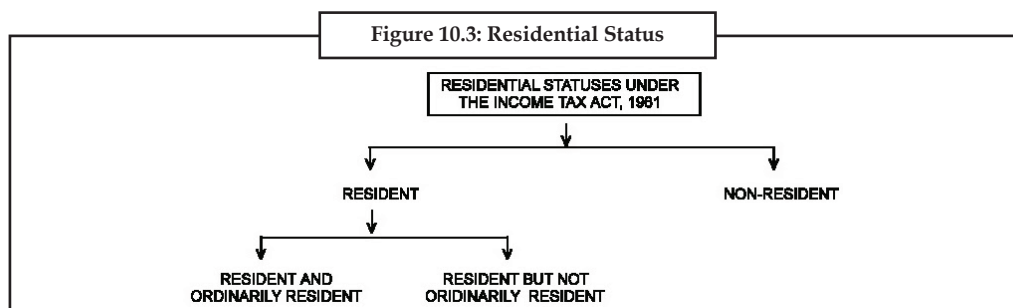 Figure 10.3: Residential Status
RESIDENTIAL STATUSES UNDER
THE INCOME TAX ACT, 1961
RESIDENT
NON-RESIDENT
RESIDENT AND
ORDINARILY RESIDENT
RESIDENT BUT NOT
ORIDINARILY RESIDENT